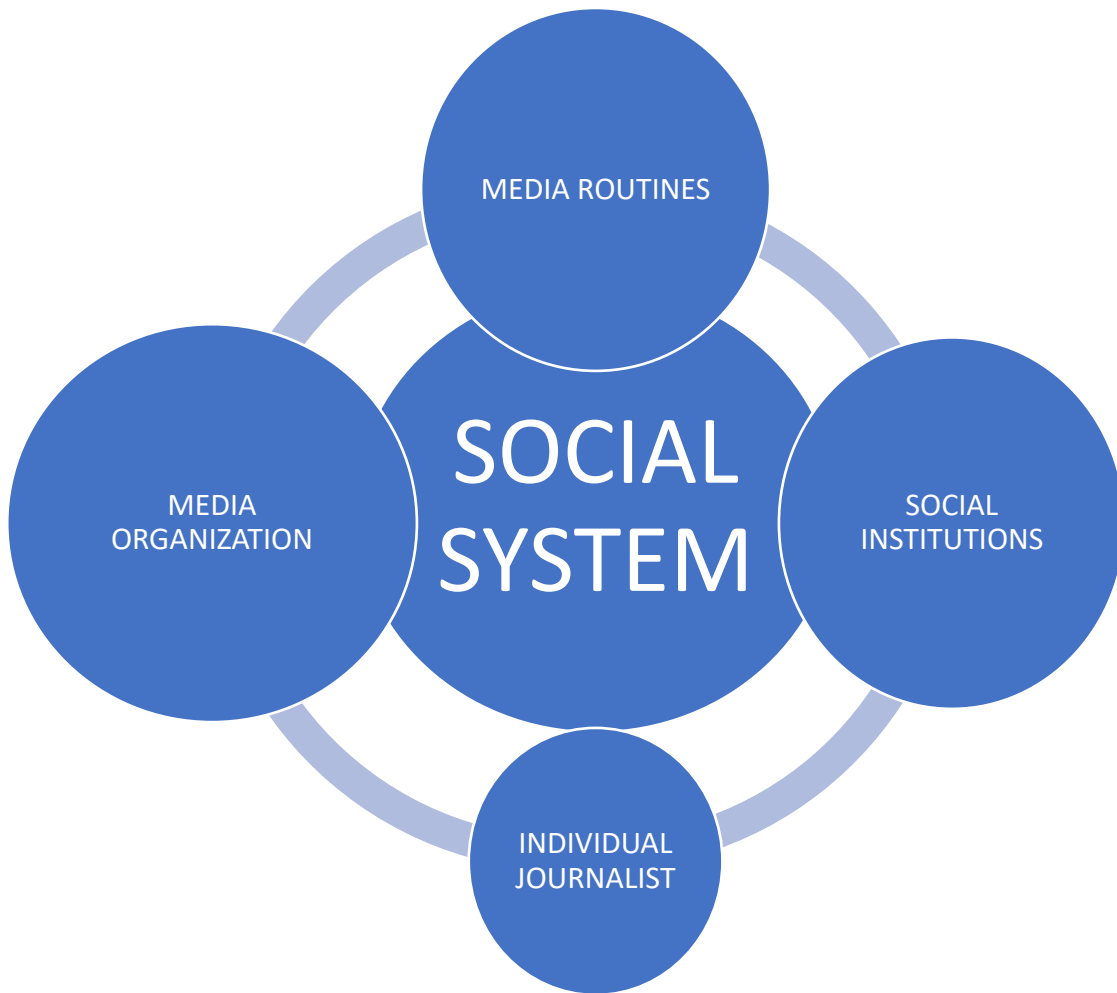 MEDIA ROUTINES
SOCIAL
SYSTEM
MEDIA
ORGANIZATION
SOCIAL
INSTITUTIONS
INDIVIDUAL
JOURNALIST